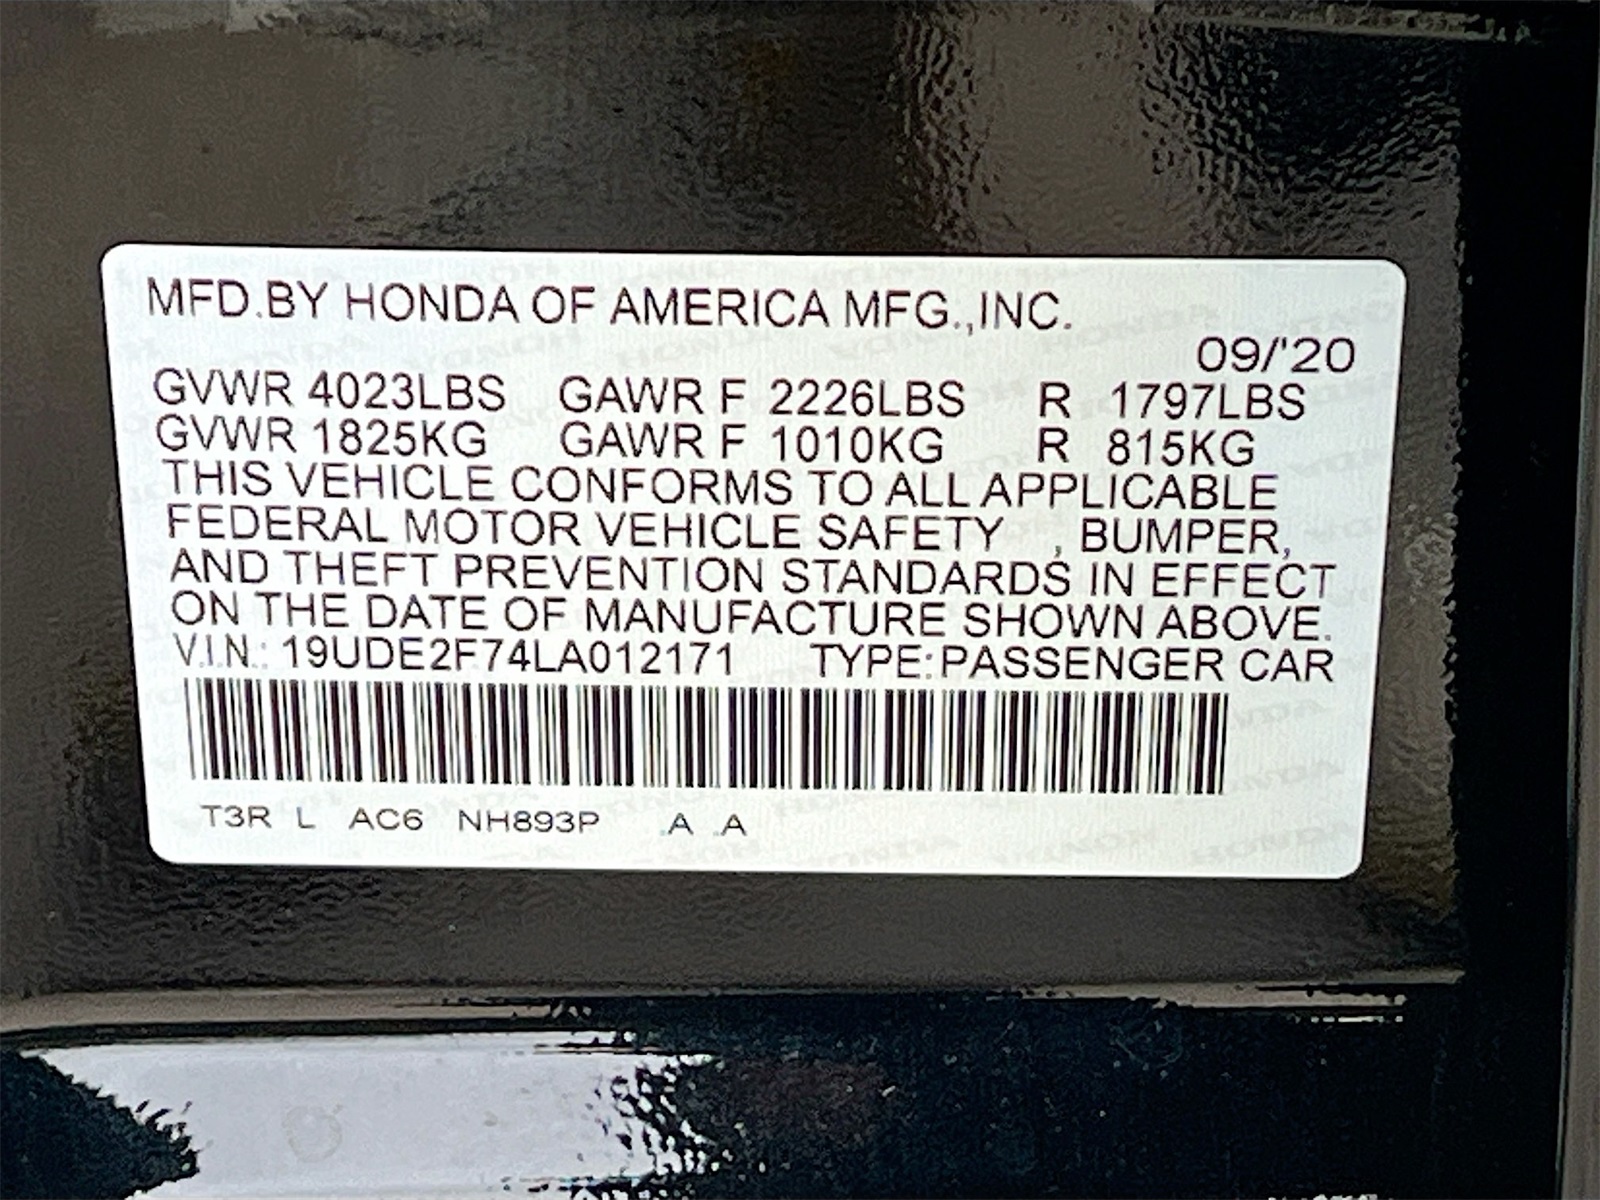 MFD.BY HONDA OF AMERICA MFG.,INC.
09/'20
GVWR 4023LBS GAWR F 2226LBS R 1797LBS
GVWR 1825KG GAWR F 1010KG R 815KG
THIS VEHICLE CONFORMS TO ALL APPLICABLE
FEDERAL MOTOR VEHICLE SAFETY , BUMPER,
AND THEFT PREVENTION STANDARDS IN EFFECT
ON THE DATE OF MANUFACTURE SHOWN ABOVE.
V.I.N.: 19UDE2F74LA012171 TYPE:PASSENGER CAR
T3R L AC6 NH893P A A